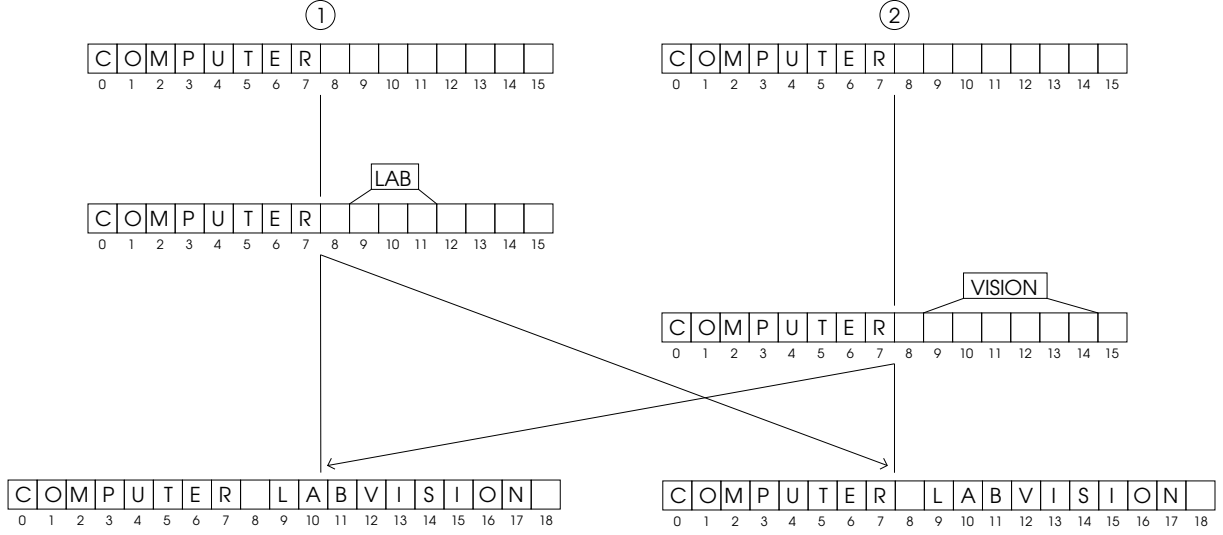 1 2
COMPUTER COMPUTER
0 1 2 3 4 5 6 7 8 9 10 11 12 13 14 15 0 1 2 3 4 5 6 7 8 9 10 11 12 13 14 15
LAB
COMPUTER
0 1 2 3 4 5 6 7 8 9 10 11 12 13 14 15
VISION
COMPUTER
0 1 2 3 4 5 6 7 8 9 10 11 12 13 14 15
COMPUTER LABVISION COMPUTER LABVISION
0 1 2 3 4 5 6 7 8 9 10 11 12 13 14 15 16 17 18 0 1 2 3 4 5 6 7 8 9 10 11 12 13 14 15 16 17 18